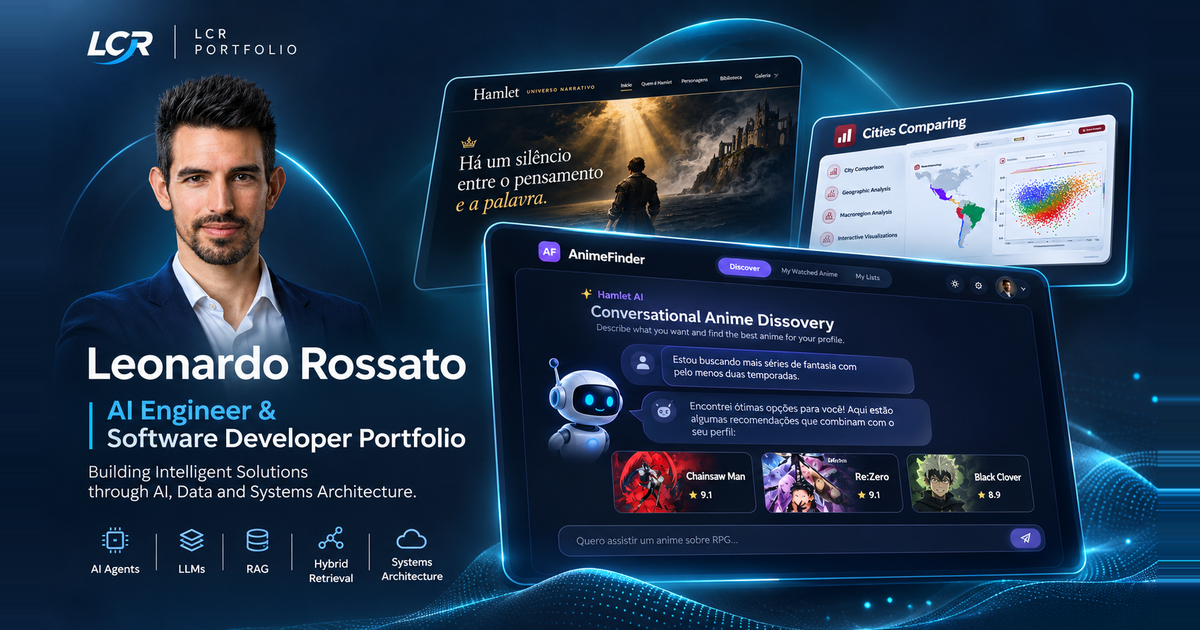 LCR
LCR
PORTFOLIO
Leonardo Rossato
AI Engineer &
Software Developer Portfolio
Building Intelligent Solutions
through AI, Data and Systems Architecture.
AI Agents
LLMs
RAG
Hybrid
Retrieval
Systems
Architecture
Hamlet
UNIVERSO NARRATIVO
Início
Quem é Hamlet
Personagens
Biblioteca
Galeria
Há um silêncio
entre o pensamento
e a palavra.
Cities Comparing
City Comparison
Geographic Analysis
Macroregion Analysis
Interactive Visualizations
AF
AnimeFinder
Discover
My Watched Anime
My Lists
Hamlet AI
Conversational Anime Dissovery
Describe what you want and find the best anime for your profile.
Estou buscando mais séries de fantasia com
pelo menos duas temporadas.
Encontrei ótimas opções para você! Aqui estão
algumas recomendações que combinam com o
seu perfil:
Chainsaw Man
9.1
Re:Zero
9.1
Black Clover
8.9
Quero assistir um anime sobre RPG...